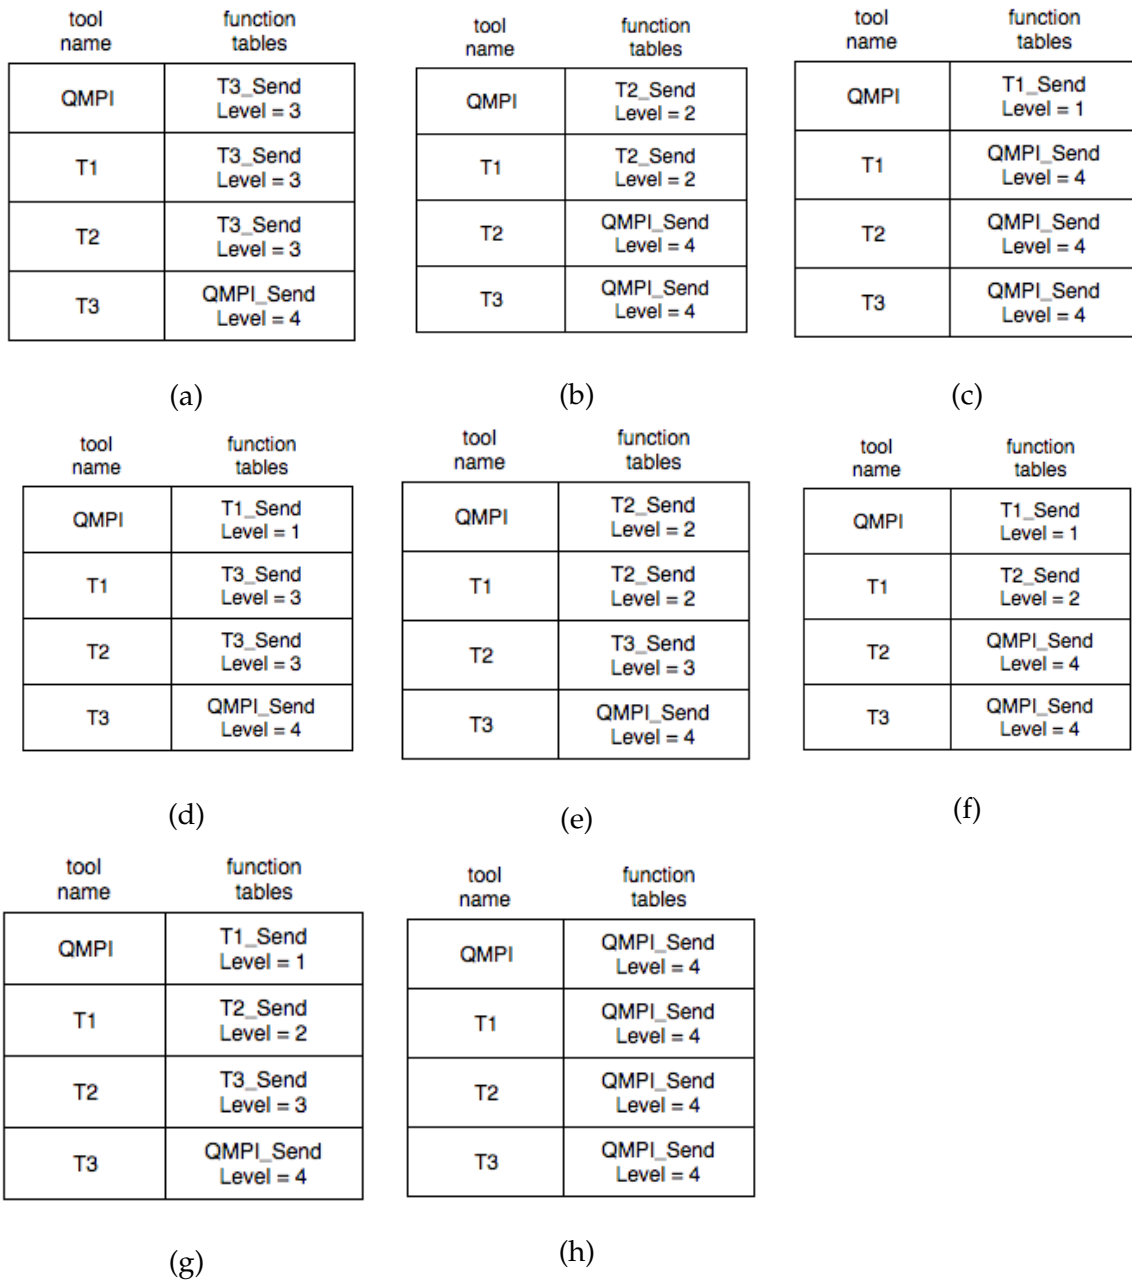 tool
name
function
tables
QMPI
T3_Send
Level = 3
T1
T3_Send
Level = 3
T2
T3_Send
Level = 3
T3
QMPI_Send
Level = 4
(a)
tool
name
function
tables
QMPI
T2_Send
Level = 2
T1
T2_Send
Level = 2
T2
QMPI_Send
Level = 4
T3
QMPI_Send
Level = 4
(b)
tool
name
function
tables
QMPI
T1_Send
Level = 1
T1
QMPI_Send
Level = 4
T2
QMPI_Send
Level = 4
T3
QMPI_Send
Level = 4
(c)
tool
name
function
tables
QMPI
T1_Send
Level = 1
T1
T3_Send
Level = 3
T2
T3_Send
Level = 3
T3
QMPI_Send
Level = 4
(d)
tool
name
function
tables
QMPI
T2_Send
Level = 2
T1
T2_Send
Level = 2
T2
T3_Send
Level = 3
T3
QMPI_Send
Level = 4
(e)
tool
name
function
tables
QMPI
T1_Send
Level = 1
T1
T2_Send
Level = 2
T2
QMPI_Send
Level = 4
T3
QMPI_Send
Level = 4
(f)
tool
name
function
tables
QMPI
T1_Send
Level = 1
T1
T2_Send
Level = 2
T2
T3_Send
Level = 3
T3
QMPI_Send
Level = 4
(g)
tool
name
function
tables
QMPI
QMPI_Send
Level = 4
T1
QMPI_Send
Level = 4
T2
QMPI_Send
Level = 4
T3
QMPI_Send
Level = 4
(h)